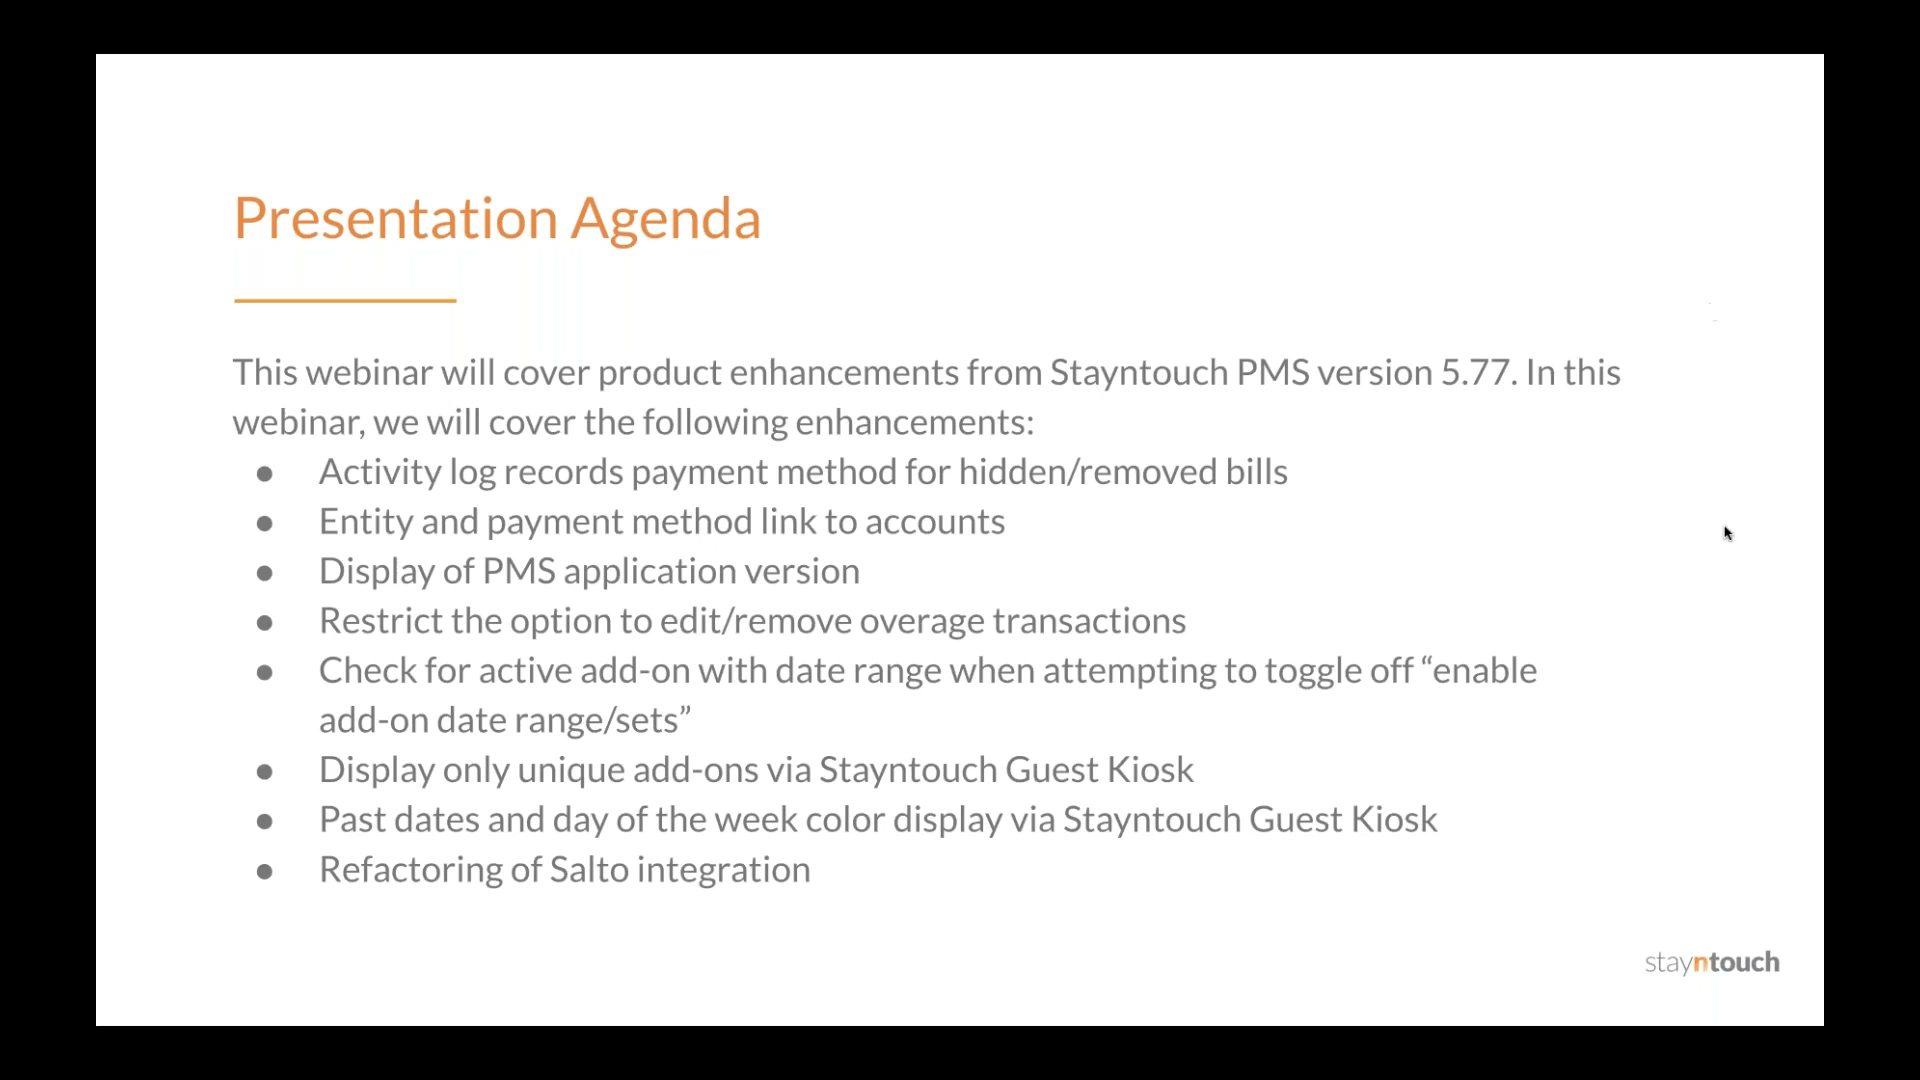 Presentation Agenda
This webinar will cover product enhancements from Stayntouch PMS version 5.77. In this
webinar, we will cover the following enhancements:
● Activity log records payment method for hidden/removed bills
● Entity and payment method link to accounts
● Display of PMS application version
● Restrict the option to edit/remove overage transactions
● Check for active add-on with date range when attempting to toggle off “enable
add-on date range/sets”
● Display only unique add-ons via Stayntouch Guest Kiosk
● Past dates and day of the week color display via Stayntouch Guest Kiosk
● Refactoring of Salto integration
stayntouch